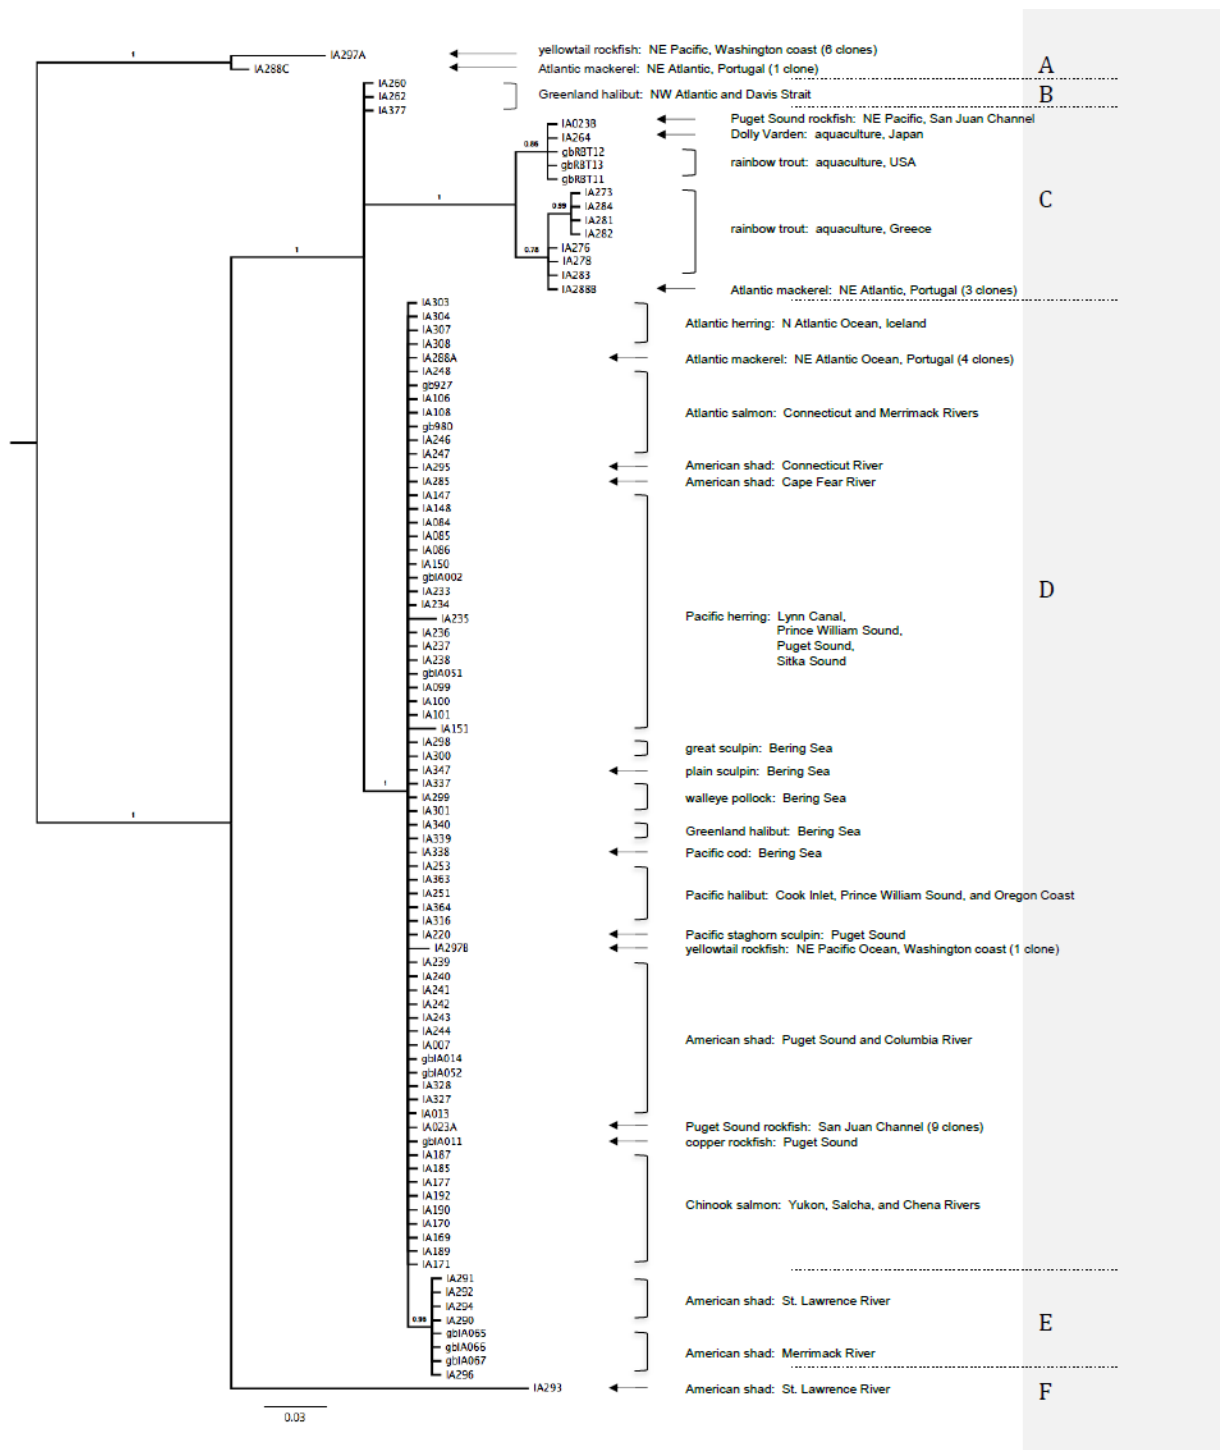 1
IA297A
yellowtail rockfish: NE Pacific, Washington coast (6 clones)
IA288C
Atlantic mackerel: NE Atlantic, Portugal (1 clone)
A
IA260
IA262
IA377
Greenland halibut: NW Atlantic and Davis Strait
B
IA023B
Puget Sound rockfish: NE Pacific, San Juan Channel
IA264
Dolly Varden: aquaculture, Japan
0.86
gbRBT12
gbRBT13
gbRBT11
rainbow trout: aquaculture, USA
1
IA273
0.99
IA284
IA281
IA282
C
rainbow trout: aquaculture, Greece
1
0.78
IA276
IA278
IA283
IA288B
Atlantic mackerel: NE Atlantic, Portugal (3 clones)
IA303
IA304
IA307
IA308
Atlantic herring: N Atlantic Ocean, Iceland
IA288A
Atlantic mackerel: NE Atlantic Ocean, Portugal (4 clones)
IA248
gb927
IA106
IA108
gb980
IA246
IA247
Atlantic salmon: Connecticut and Merrimack Rivers
IA295
American shad: Connecticut River
IA285
American shad: Cape Fear River
IA147
IA148
IA084
IA085
IA086
IA150
gbIA002
IA233
IA234
IA235
IA236
IA237
IA238
gbIA051
IA099
IA100
IA101
IA151
D
Pacific herring: Lynn Canal,
Prince William Sound,
Puget Sound,
Sitka Sound
IA298
IA300
great sculpin: Bering Sea
IA347
plain sculpin: Bering Sea
1
IA337
IA299
IA301
walleye pollock: Bering Sea
1
IA340
IA339
Greenland halibut: Bering Sea
IA338
Pacific cod: Bering Sea
IA253
IA363
IA251
IA364
IA316
Pacific halibut: Cook Inlet, Prince William Sound, and Oregon Coast
IA220
Pacific staghorn sculpin: Puget Sound
IA297B
yellowtail rockfish: NE Pacific Ocean, Washington coast (1 clone)
IA239
IA240
IA241
IA242
IA243
IA244
IA007
gbIA014
gbIA052
IA328
IA327
IA013
American shad: Puget Sound and Columbia River
IA023A
Puget Sound rockfish: San Juan Channel (9 clones)
gbIA011
copper rockfish: Puget Sound
IA187
IA185
IA177
IA192
IA190
IA170
IA169
IA189
IA171
Chinook salmon: Yukon, Salcha, and Chena Rivers
IA291
IA292
IA294
IA290
American shad: St. Lawrence River
gbIA065
gbIA066
gbIA067
IA296
American shad: Merrimack River
E
IA293
American shad: St. Lawrence River
F
0.03